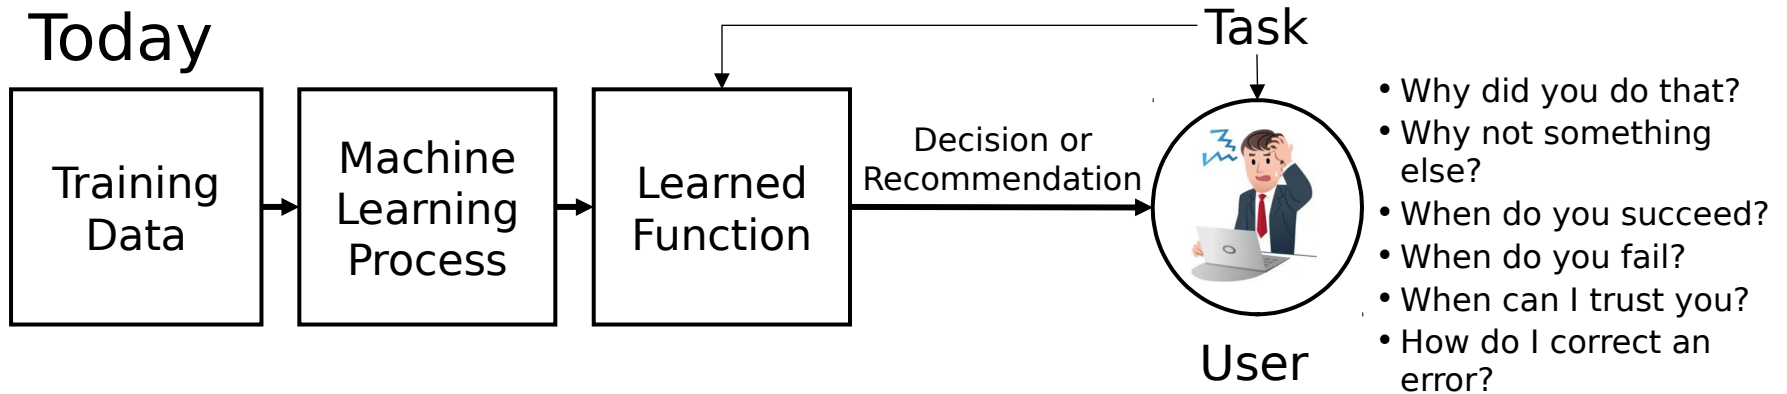 Today
Task
Training
Data
Machine
Learning
Process
Learned
Function
Decision or
Recommendation
User
• Why did you do that?
• Why not something
else?
• When do you succeed?
• When do you fail?
• When can I trust you?
• How do I correct an
error?